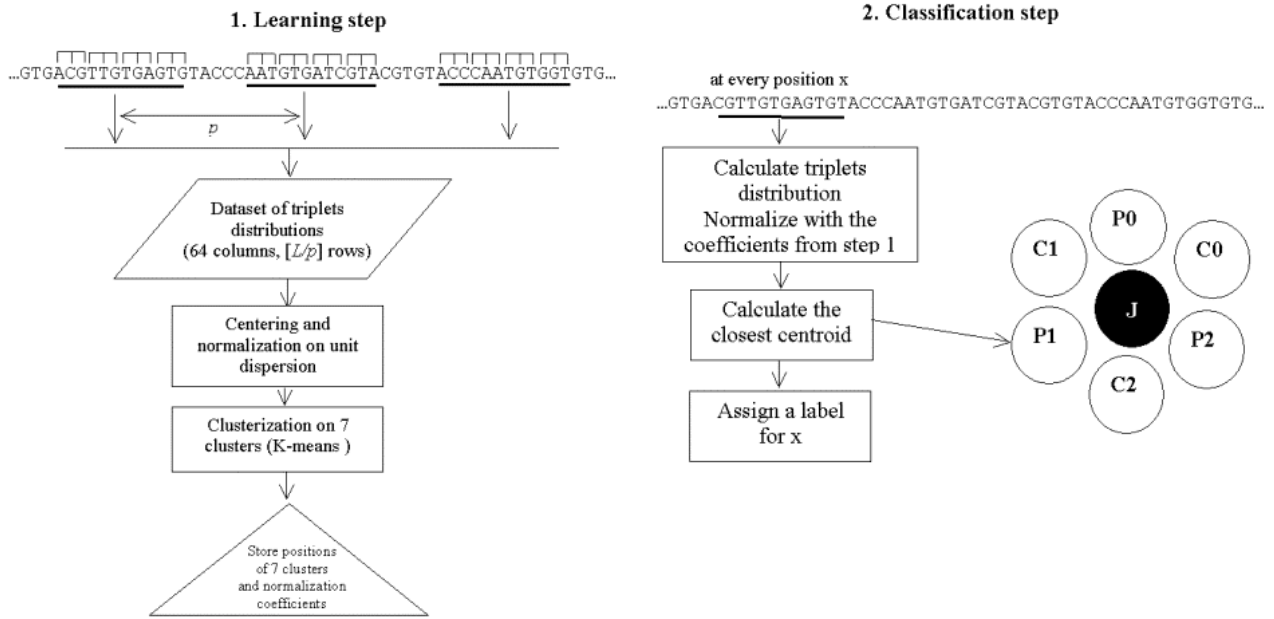 1. Learning step
...GTGACGTTGTGAGTGTACCCAATGTGATCGTACGTGTACCCAATGTGGTGTG...
p
Dataset of triplets
distributions
(64 columns, [L/p] rows)
Centering and
normalization on unit
dispersion
Clusterization on 7
clusters (K-means )
Store positions
of 7 clusters
and normalization
coefficients
2. Classification step
at every position x
...GTGACGTTGTGAGTGTACCCAATGTGATCGTACGTGTACCCAATGTGGTGTG...
Calculate triplets
distribution
Normalize with the
coefficients from step 1
Calculate the
closest centroid
Assign a label
for x
P0
C1
C0
J
P1
P2
C2